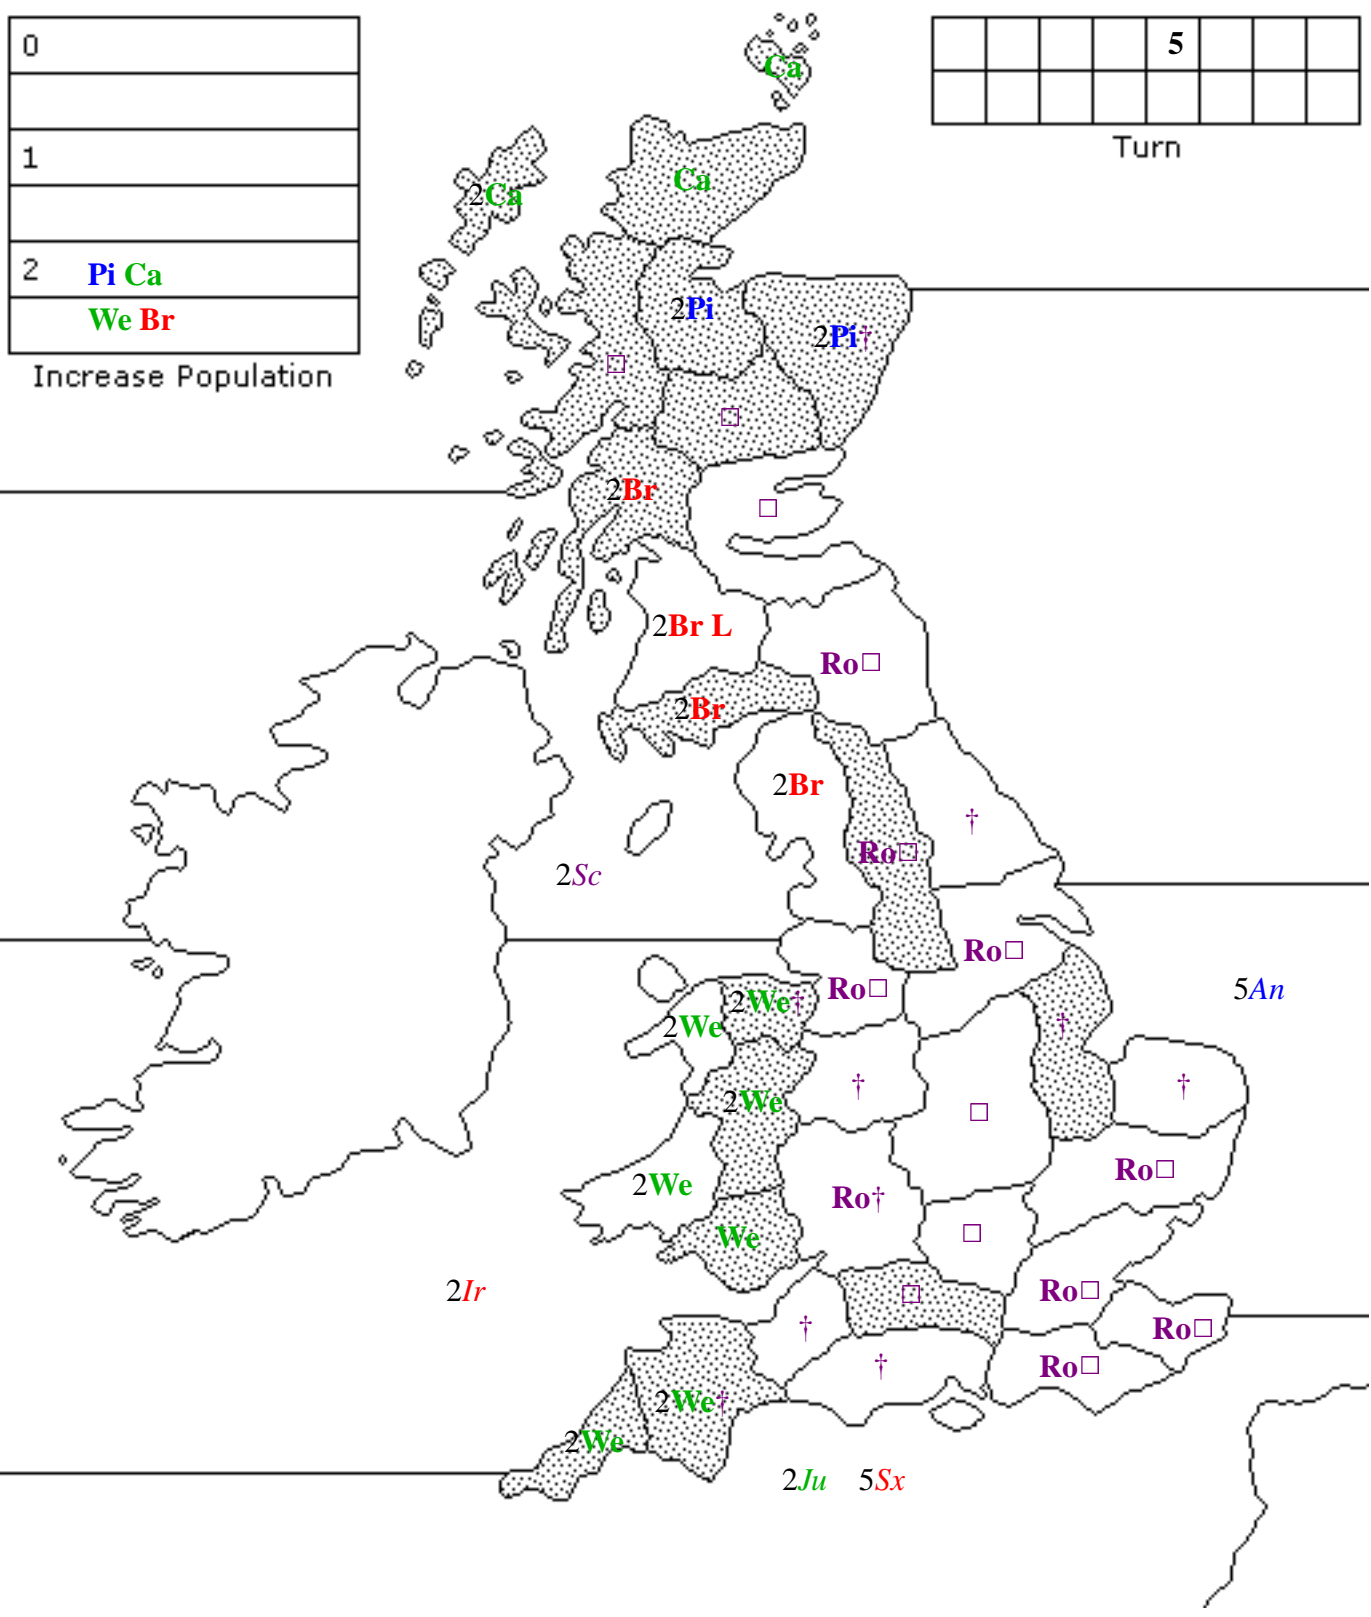 0
5
Ca
1
Turn
Ca
2Ca
2 Pi Ca
We Br
Increase Population
2Pi
2Pi†
□
□
2Br
□
2Br L
Ro□
2Br
2Br
†
Ro□
2Sc
Ro□
Ro□
5An
2We†
2We
†
†
†
2We
□
Ro□
2We
Ro†
We
□
2Ir
□
Ro□
†
Ro□
†
Ro□
2We†
2We
2Ju 5Sx